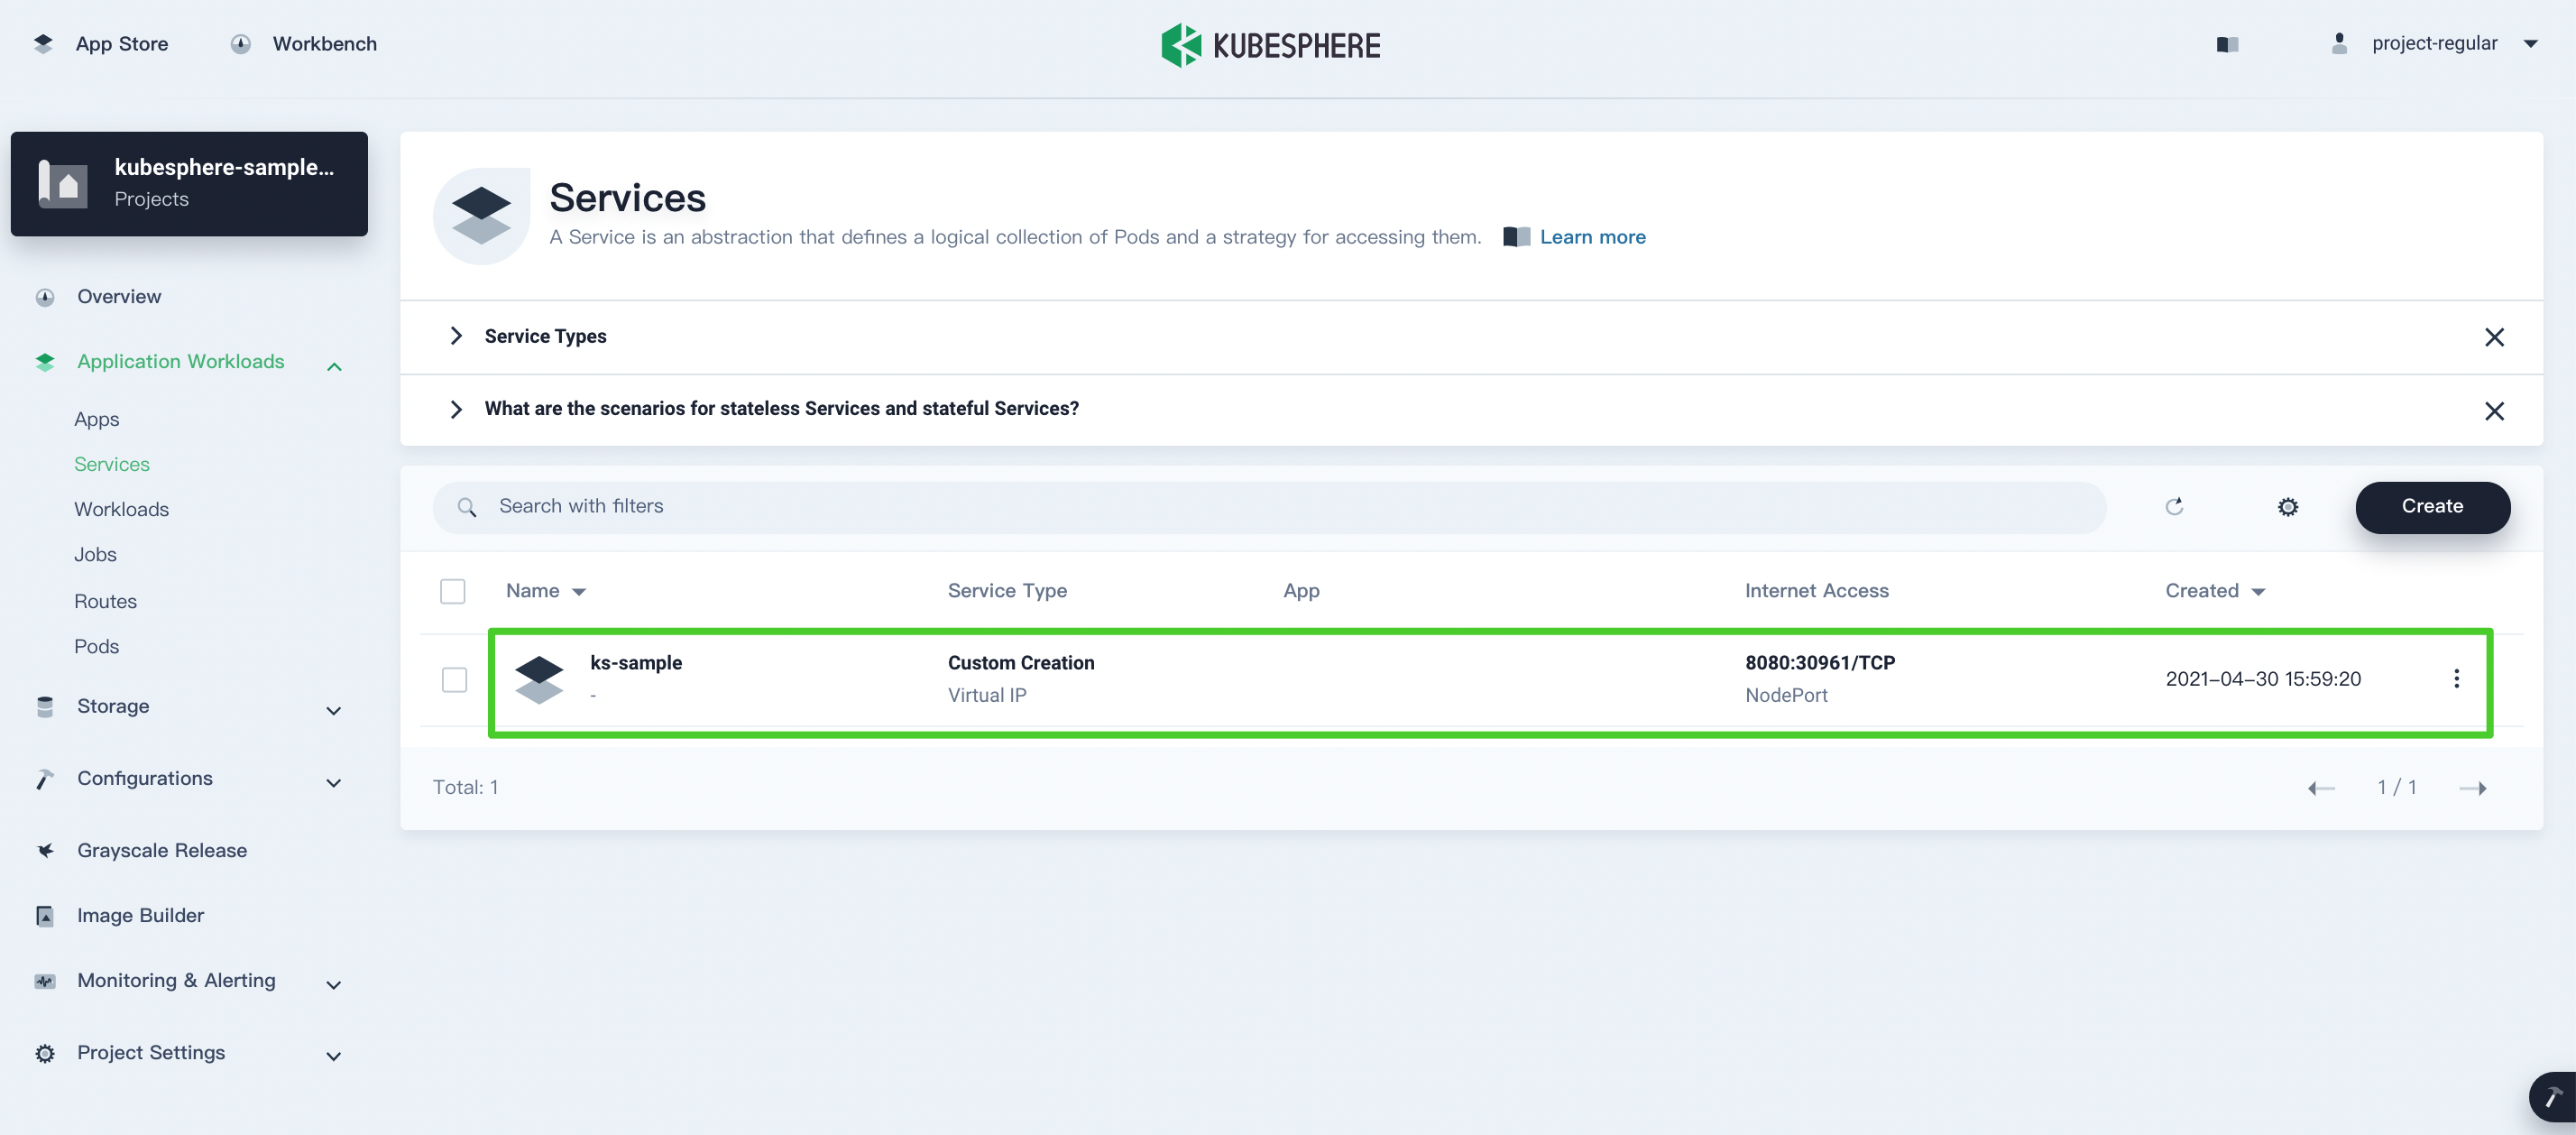 App Store
Workbench
KUBESPHERE
project-regular
kubesphere-sample...
Projects
Overview
Application Workloads
Apps
Services
Workloads
Jobs
Routes
Pods
Storage
Configurations
Grayscale Release
Image Builder
Monitoring & Alerting
Project Settings
Services
A Service is an abstraction that defines a logical collection of Pods and a strategy for accessing them.
Learn more
Service Types
What are the scenarios for stateless Services and stateful Services?
Search with filters
Create
Name
Service Type
App
Internet Access
Created
ks-sample
-
Custom Creation
Virtual IP
8080:30961/TCP
NodePort
2021-04-30 15:59:20
Total: 1
1 / 1